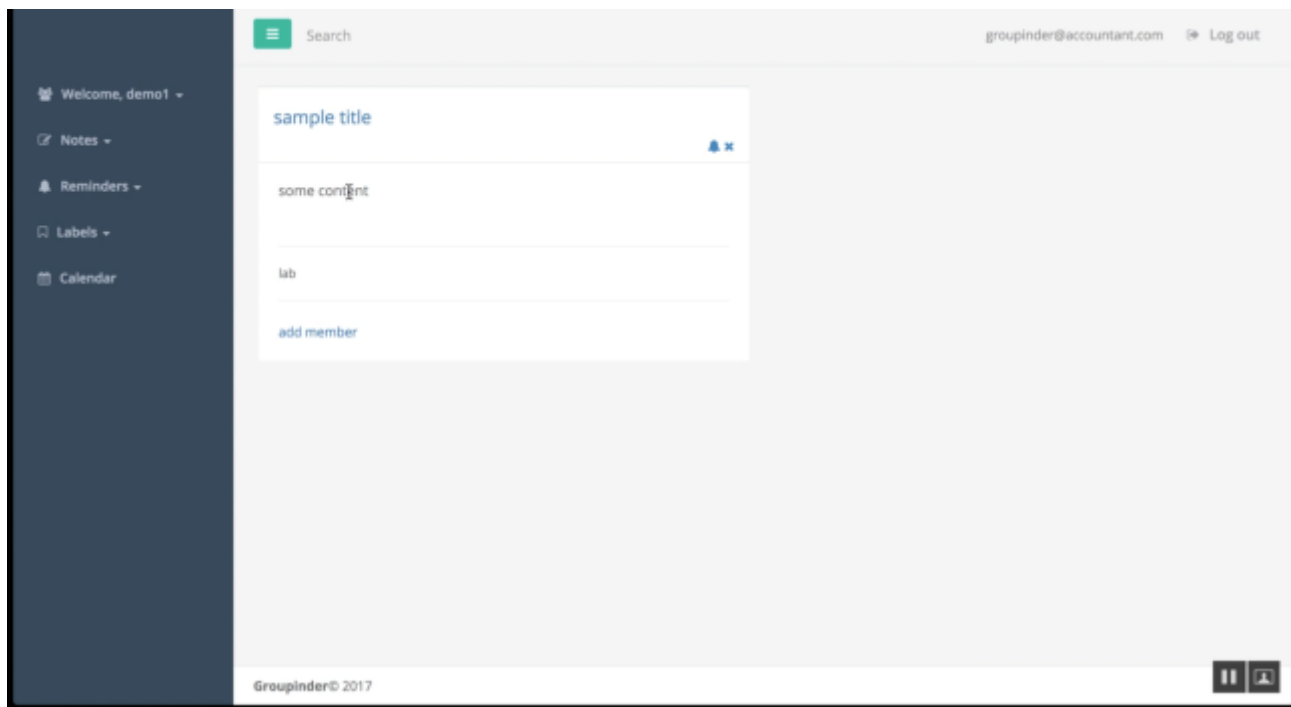 Search groupinder@accountant.com Log out
Welcome, demo1
Notes
Reminders
Labels
Calendar
sample title
some content
lab
add member
Groupinder© 2017